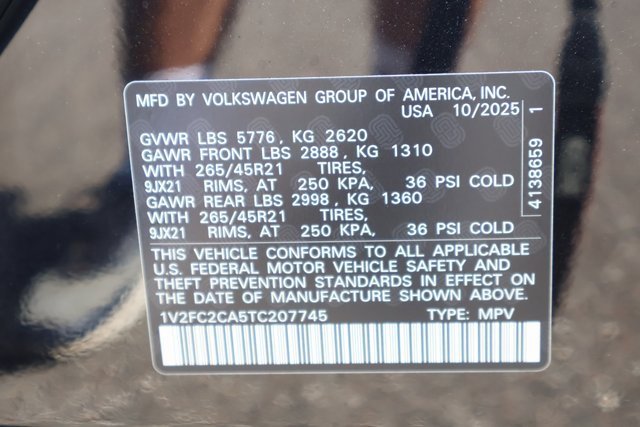 MFD BY VOLKSWAGEN GROUP OF AMERICA, INC.
USA 10/2025
GVWR LBS 5776, KG 2620
GAWR FRONT LBS 2888, KG 1310
WITH 265/45R21 TIRES,
9JX21 RIMS, AT 250 KPA, 36 PSI COLD
GAWR REAR LBS 2998, KG 1360
WITH 265/45R21 TIRES,
9JX21 RIMS, AT 250 KPA, 36 PSI COLD
THIS VEHICLE CONFORMS TO ALL APPLICABLE
U.S. FEDERAL MOTOR VEHICLE SAFETY AND
THEFT PREVENTION STANDARDS IN EFFECT ON
THE DATE OF MANUFACTURE SHOWN ABOVE.
1V2FC2CA5TC207745 TYPE: MPV
4138659 1